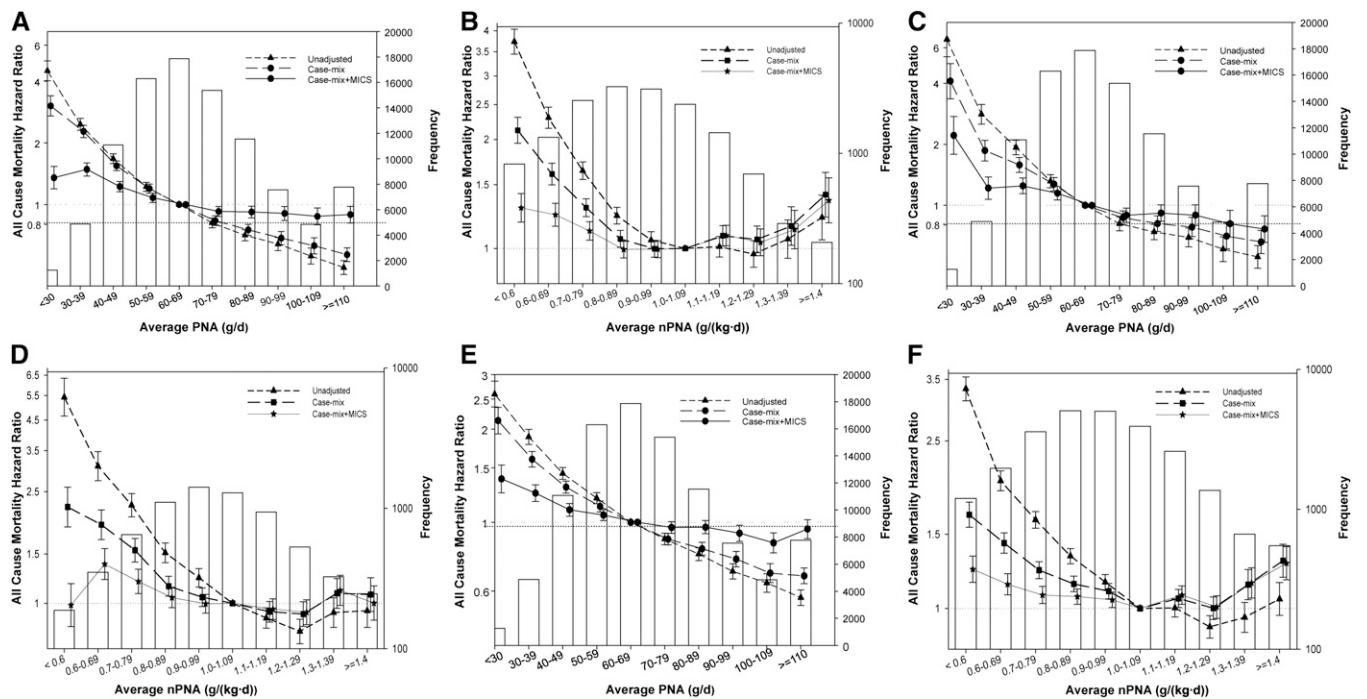 A
All Cause Mortality Hazard Ratio
6
4
2
1
0.8
Unadjusted
Case-mix
Case-mix+MICS
20000
18000
16000
14000
12000
10000
8000
6000
4000
2000
0
Frequency
<30 30-39 40-49 50-59 60-69 70-79 80-89 90-99 100-109 >=110
Average PNA (g/d)
B
All Cause Mortality Hazard Ratio
4
3.5
3
2.5
2
1.5
1
Unadjusted
Case-mix
Case-mix+MICS
10000
1000
100
Frequency
< 0.6 0.6-0.69 0.7-0.79 0.8-0.89 0.9-0.99 1.0-1.09 1.1-1.19 1.2-1.29 1.3-1.39 >=1.4
Average nPNA (g/(kg·d))
C
All Cause Mortality Hazard Ratio
6
4
2
1
0.8
Unadjusted
Case-mix
Case-mix+MICS
20000
18000
16000
14000
12000
10000
8000
6000
4000
2000
0
Frequency
<30 30-39 40-49 50-59 60-69 70-79 80-89 90-99 100-109 >=110
Average PNA (g/d)
D
All Cause Mortality Hazard Ratio
6.5
5.5
4.5
3.5
2.5
1.5
1
Unadjusted
Case-mix
Case-mix+MICS
10000
1000
100
Frequency
< 0.6 0.6-0.69 0.7-0.79 0.8-0.89 0.9-0.99 1.0-1.09 1.1-1.19 1.2-1.29 1.3-1.39 >=1.4
Average nPNA (g/(kg·d))
E
All Cause Mortality Hazard Ratio
3
2.5
2
1.5
1
0.6
Unadjusted
Case-mix
Case-mix+MICS
20000
18000
16000
14000
12000
10000
8000
6000
4000
2000
0
Frequency
<30 30-39 40-49 50-59 60-69 70-79 80-89 90-99 100-109 >=110
Average PNA (g/d)
F
All Cause Mortality Hazard Ratio
3.5
2.5
1.5
1
Unadjusted
Case-mix
Case-mix+MICS
10000
1000
100
Frequency
< 0.6 0.6-0.69 0.7-0.79 0.8-0.89 0.9-0.99 1.0-1.09 1.1-1.19 1.2-1.29 1.3-1.39 >=1.4
Average nPNA (g/(kg·d))